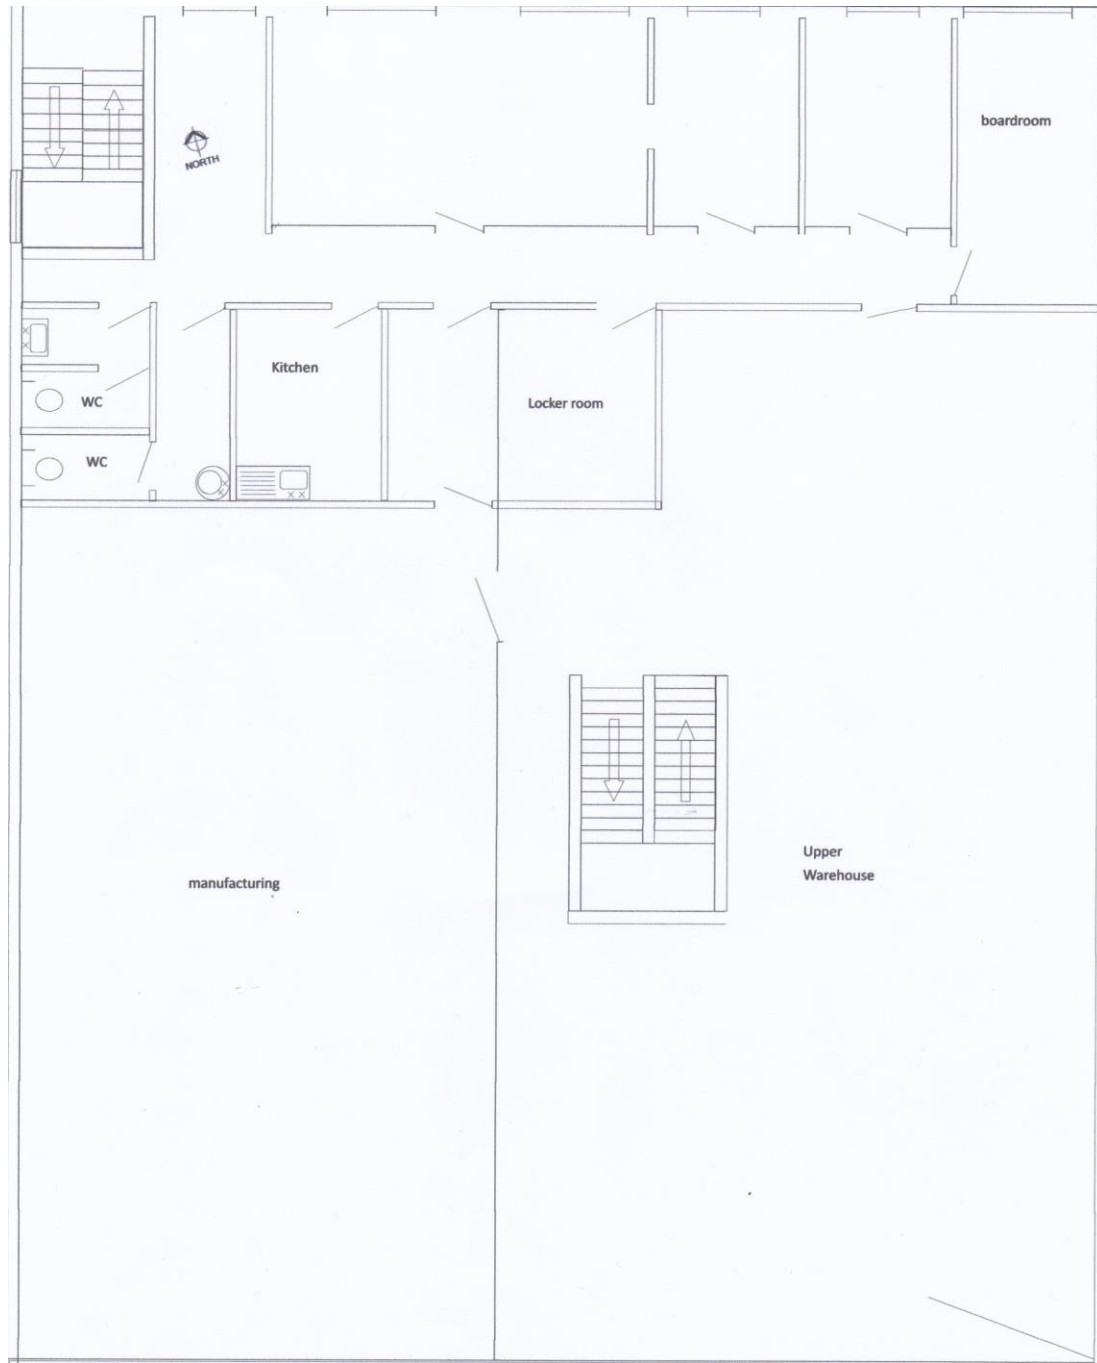 boardroom
NORTH
Kitchen
WC
Locker room
WC
Upper
Warehouse
manufacturing